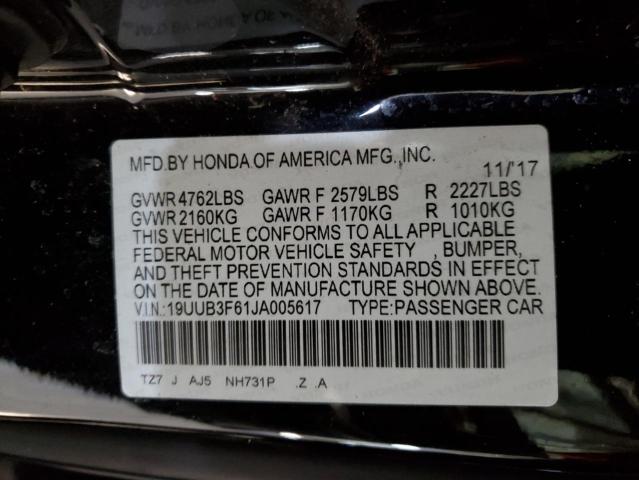 MFD.BY HONDA OF AMERICA MFG.,INC.
11/'17
GVWR 4762LBS GAWR F 2579LBS R 2227LBS
GVWR 2160KG GAWR F 1170KG R 1010KG
THIS VEHICLE CONFORMS TO ALL APPLICABLE
FEDERAL MOTOR VEHICLE SAFETY , BUMPER,
AND THEFT PREVENTION STANDARDS IN EFFECT
ON THE DATE OF MANUFACTURE SHOWN ABOVE.
V.I.N.:19UUB3F61JA005617 TYPE:PASSENGER CAR
TZ7 J AJ5 NH731P .Z .A